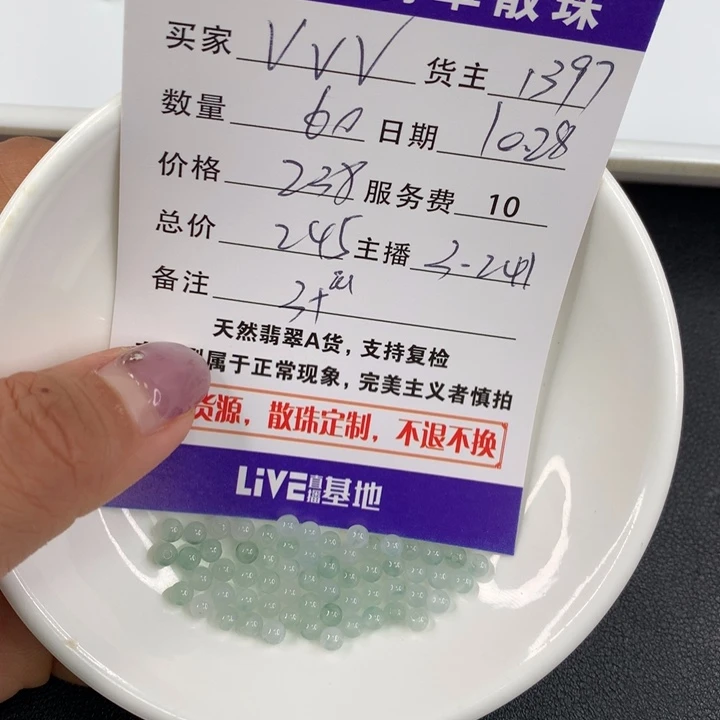 散珠
买家 VVV 货主 1397
数量 60 日期 10.28
价格 238 服务费 10
总价 245 主播 2-241
备注
天然翡翠A货，支持复检
属于正常现象，完美主义者慎拍
货源，散珠定制，不退不换
LiVE直播基地